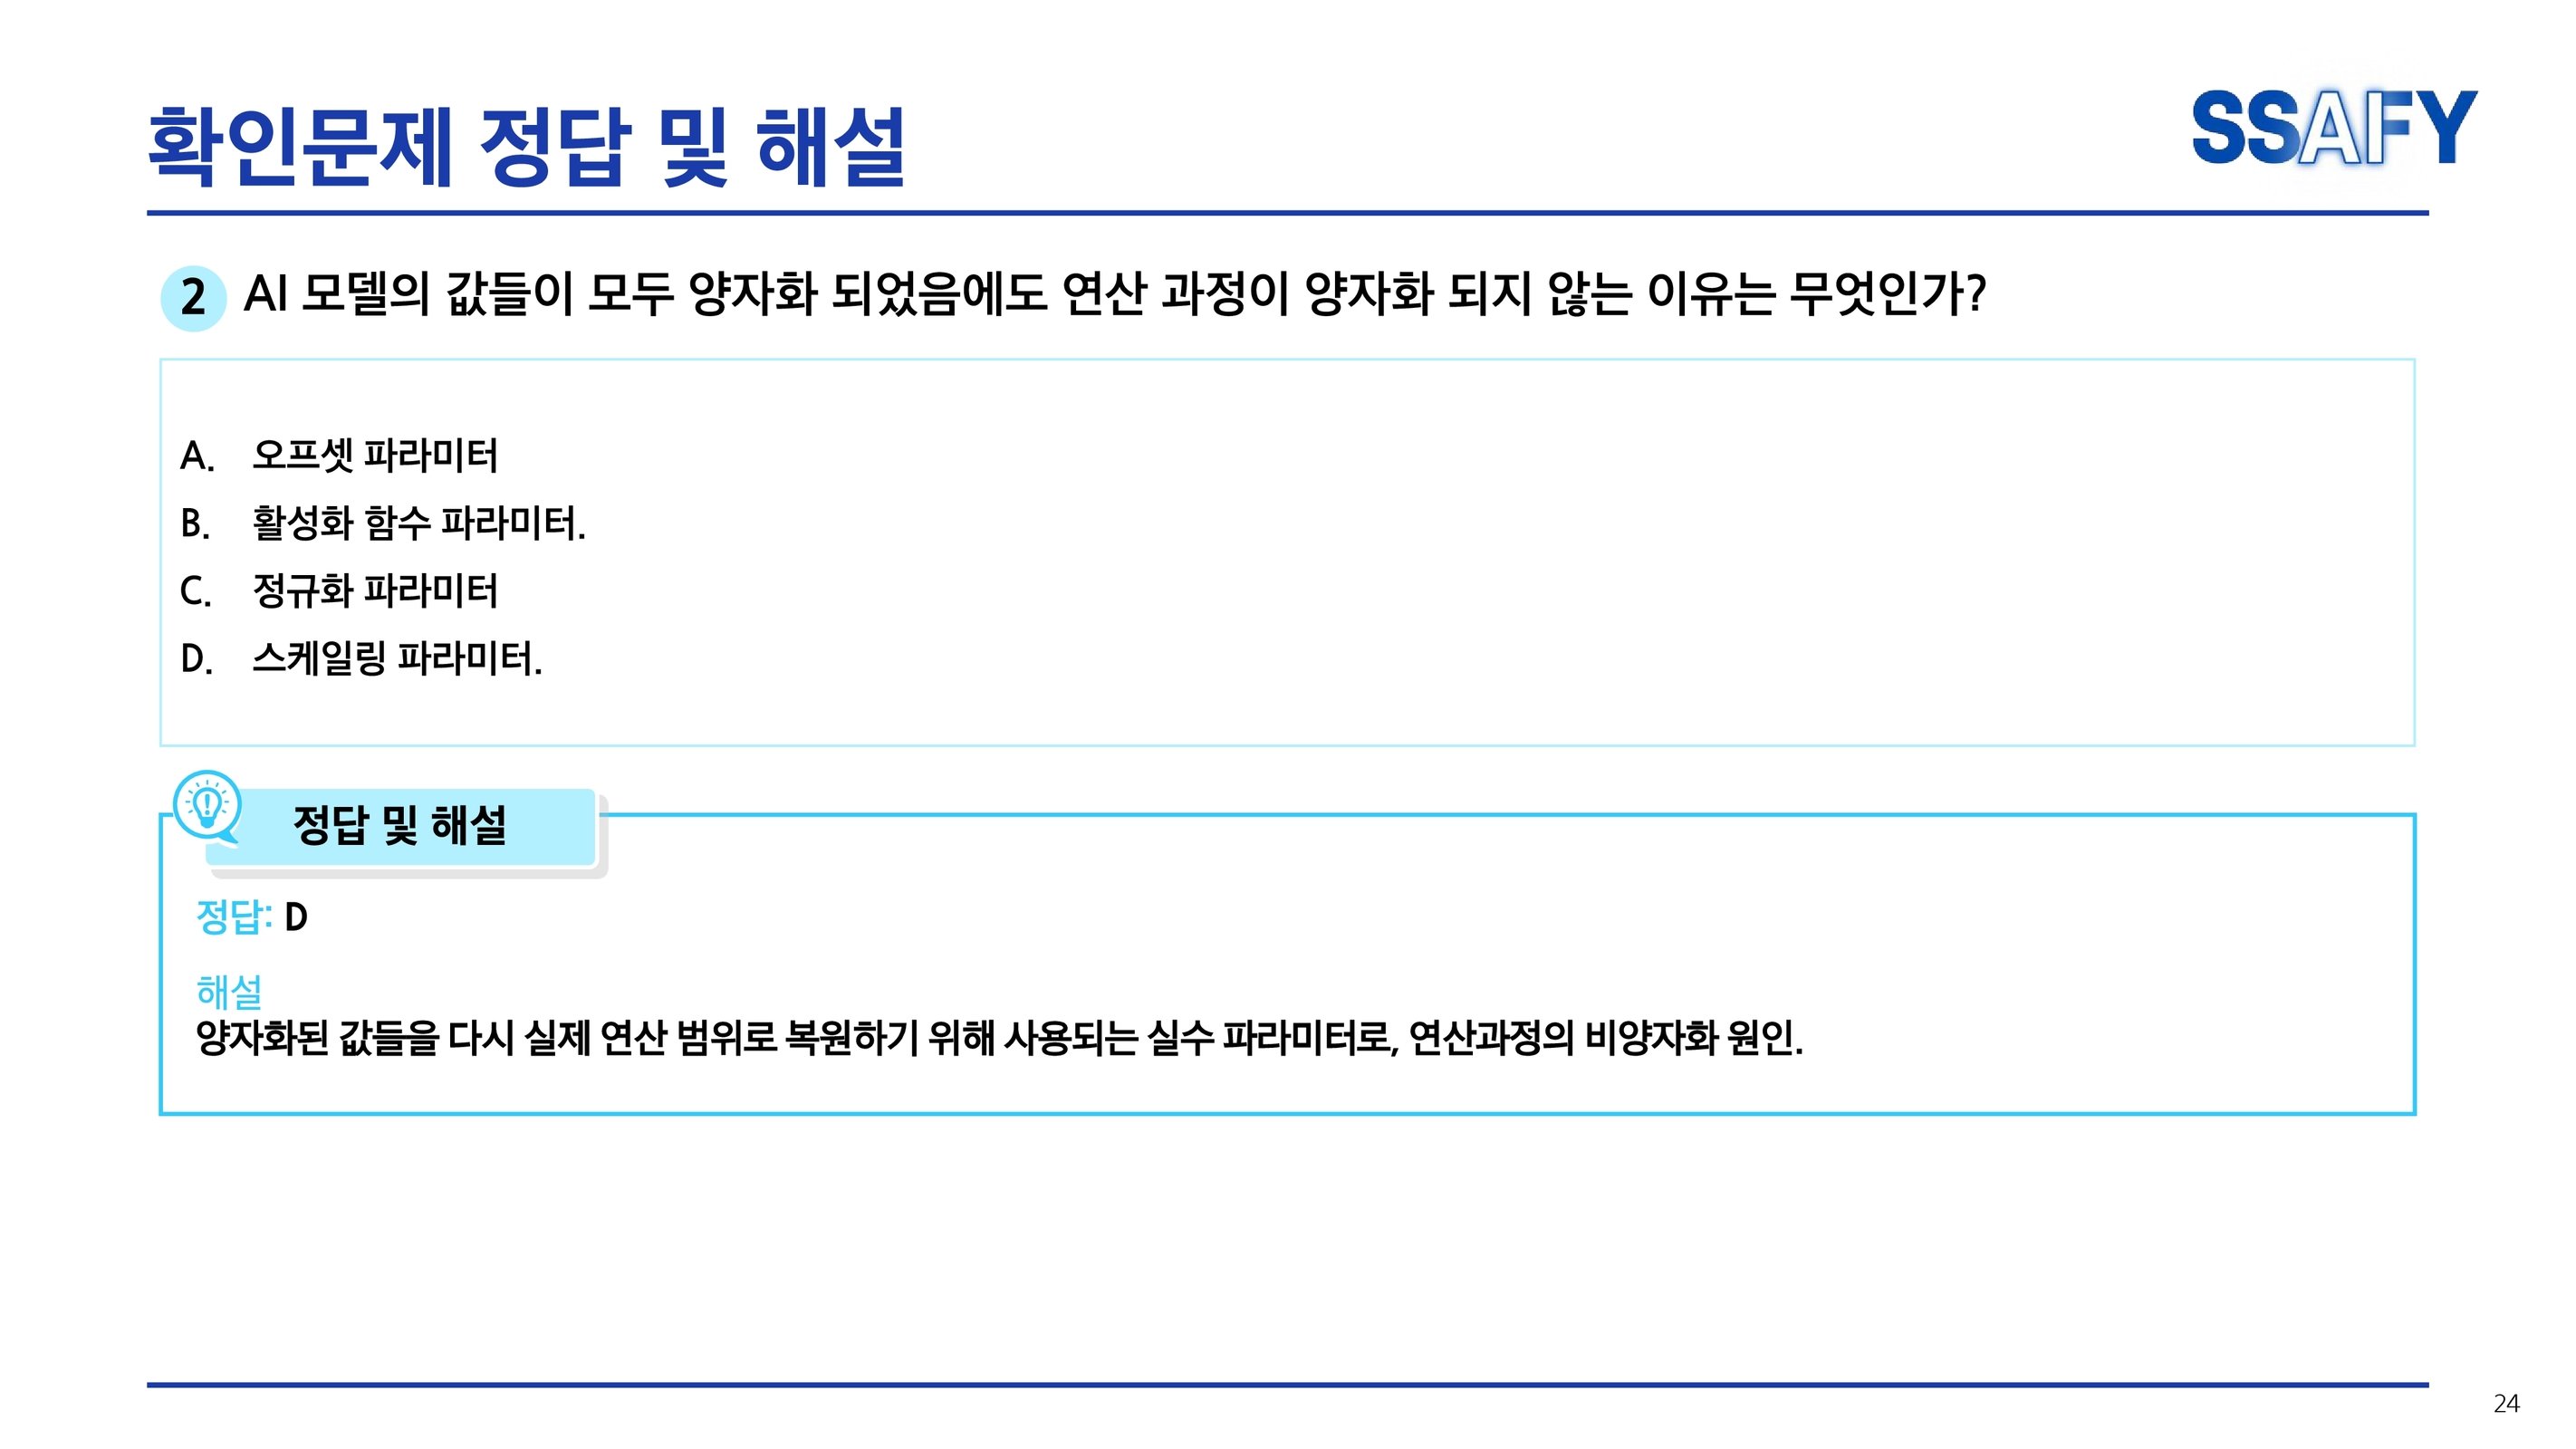 확인문제 정답 및 해설
SSAFY
2 AI 모델의 값들이 모두 양자화 되었음에도 연산 과정이 양자화 되지 않는 이유는 무엇인가?
A. 오프셋 파라미터
B. 활성화 함수 파라미터.
C. 정규화 파라미터
D. 스케일링 파라미터.
정답 및 해설
정답: D
해설
양자화된 값들을 다시 실제 연산 범위로 복원하기 위해 사용되는 실수 파라미터로, 연산과정의 비양자화 원인.
24